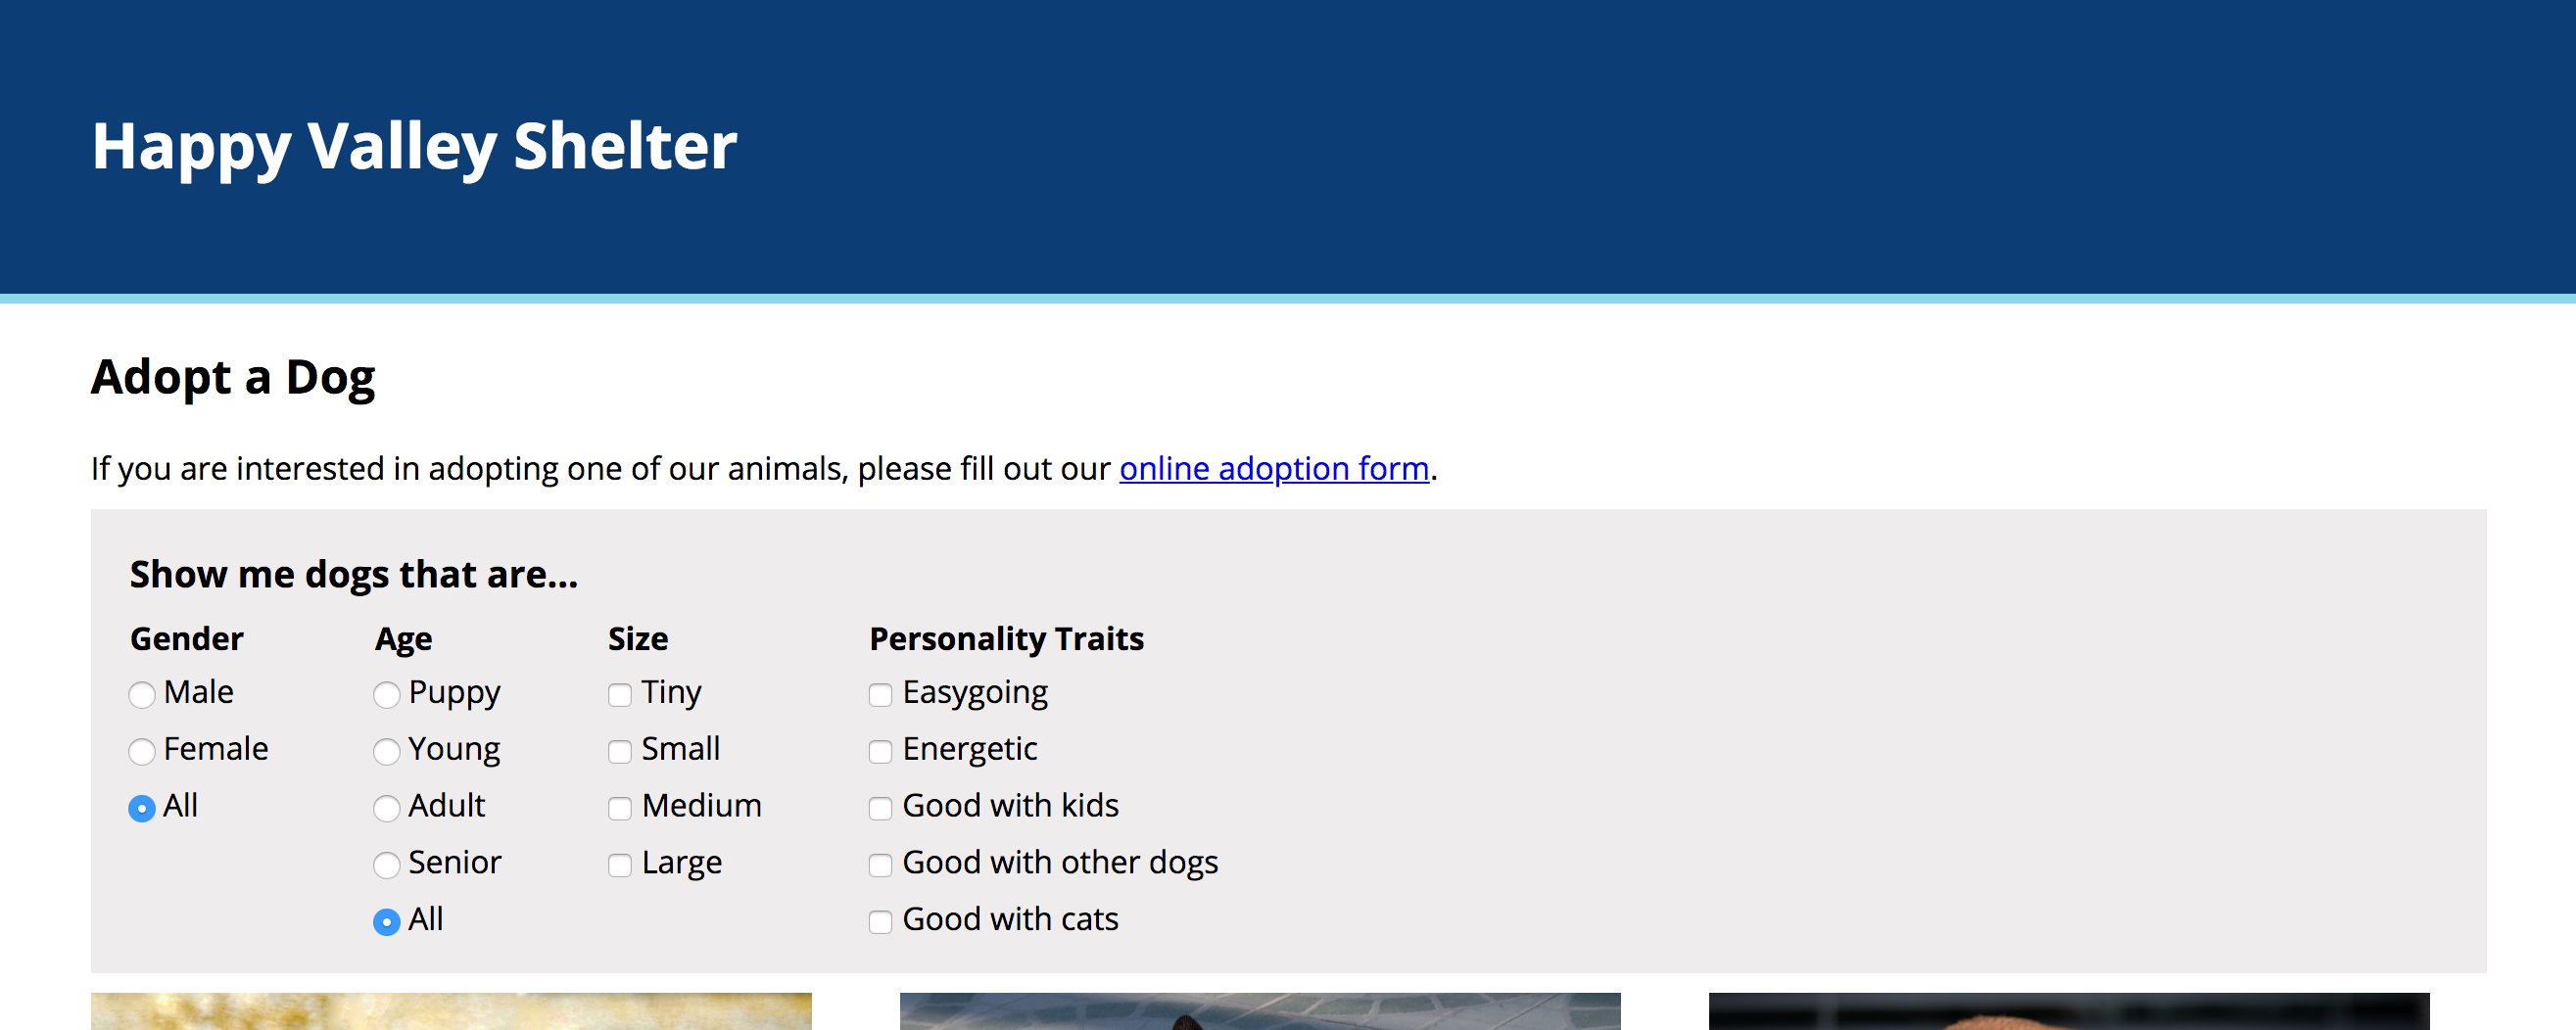 Happy Valley Shelter
Adopt a Dog
If you are interested in adopting one of our animals, please fill out our online adoption form.
Show me dogs that are...
Gender
Male
Female
All
Age
Puppy
Young
Adult
Senior
All
Size
Tiny
Small
Medium
Large
Personality Traits
Easygoing
Energetic
Good with kids
Good with other dogs
Good with cats